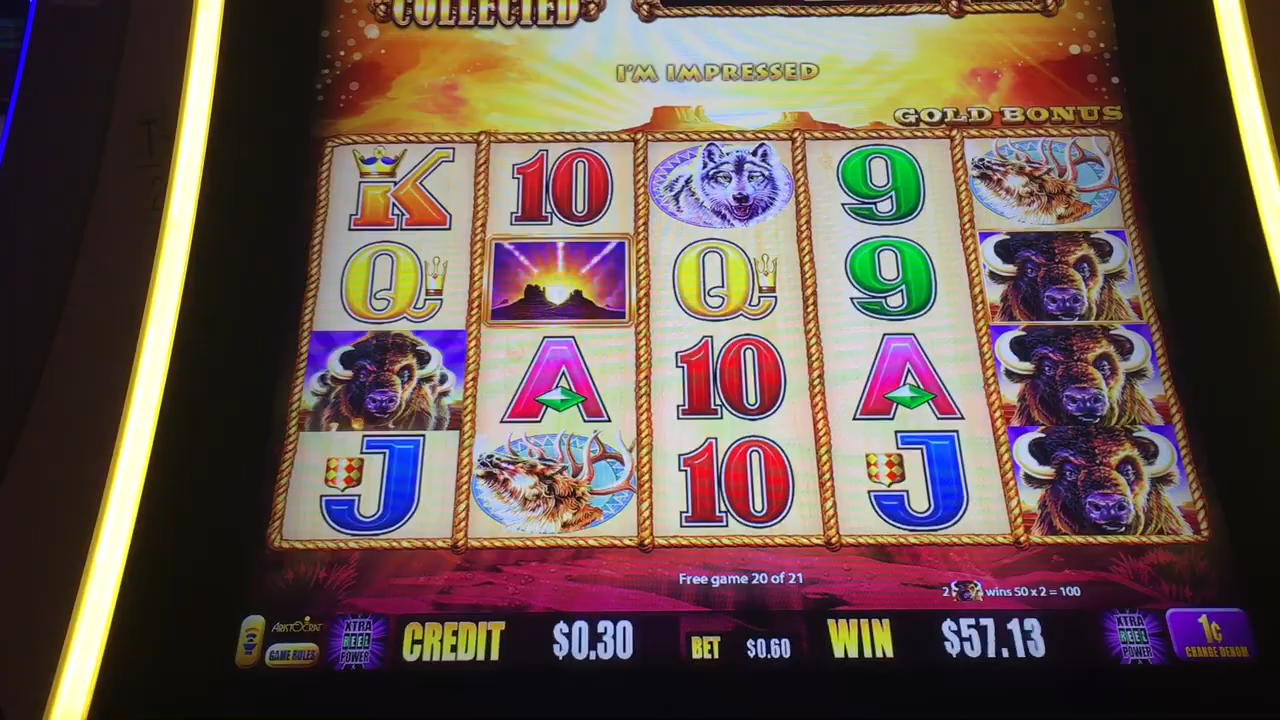 COLLECTED
I'M IMPRESSED
GOLD BONUS
K 10 9
Q Q 9
A 10 A
J 10 J
Free game 20 of 21
2 wins 50 x 2 = 100
ARISTOCRAT
GAME RULES
XTRA REEL POWER
CREDIT $0.30
BET $0.60
WIN $57.13
XTRA REEL POWER
1¢
CHANGE DENOM